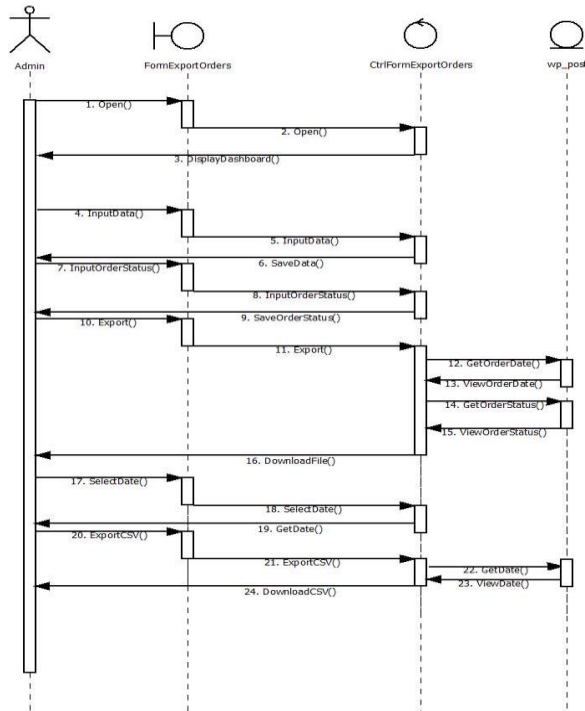 Admin
FormExportOrders
CtrlFormExportOrders
wp_post
1. Open()
2. Open()
3. DisplayDashboard()
4. InputData()
5. InputData()
6. SaveData()
7. InputOrderStatus()
8. InputOrderStatus()
9. SaveOrderStatus()
10. Export()
11. Export()
12. GetOrderDate()
13. ViewOrderDate()
14. GetOrderStatus()
15. ViewOrderStatus()
16. DownloadFile()
17. SelectDate()
18. SelectDate()
19. GetDate()
20. ExportCSV()
21. ExportCSV()
22. GetDate()
23. ViewDate()
24. DownloadCSV()